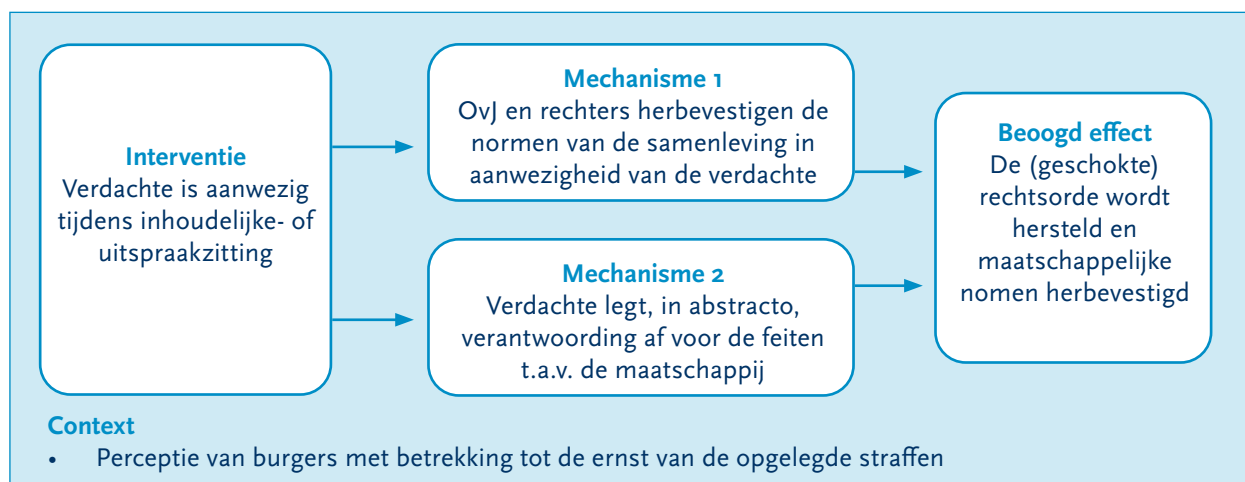 Interventie
Verdachte is aanwezig
tijdens inhoudelijke- of
uitspraakzitting
Mechanisme 1
OvJ en rechters herbevestigen de
normen van de samenleving in
aanwezigheid van de verdachte
Mechanisme 2
Verdachte legt, in abstracto,
verantwoording af voor de feiten
t.a.v. de maatschappij
Beoogd effect
De (geschokte)
rechtsorde wordt
hersteld en
maatschappelijke
nomen herbevestigd
Context
• Perceptie van burgers met betrekking tot de ernst van de opgelegde straffen